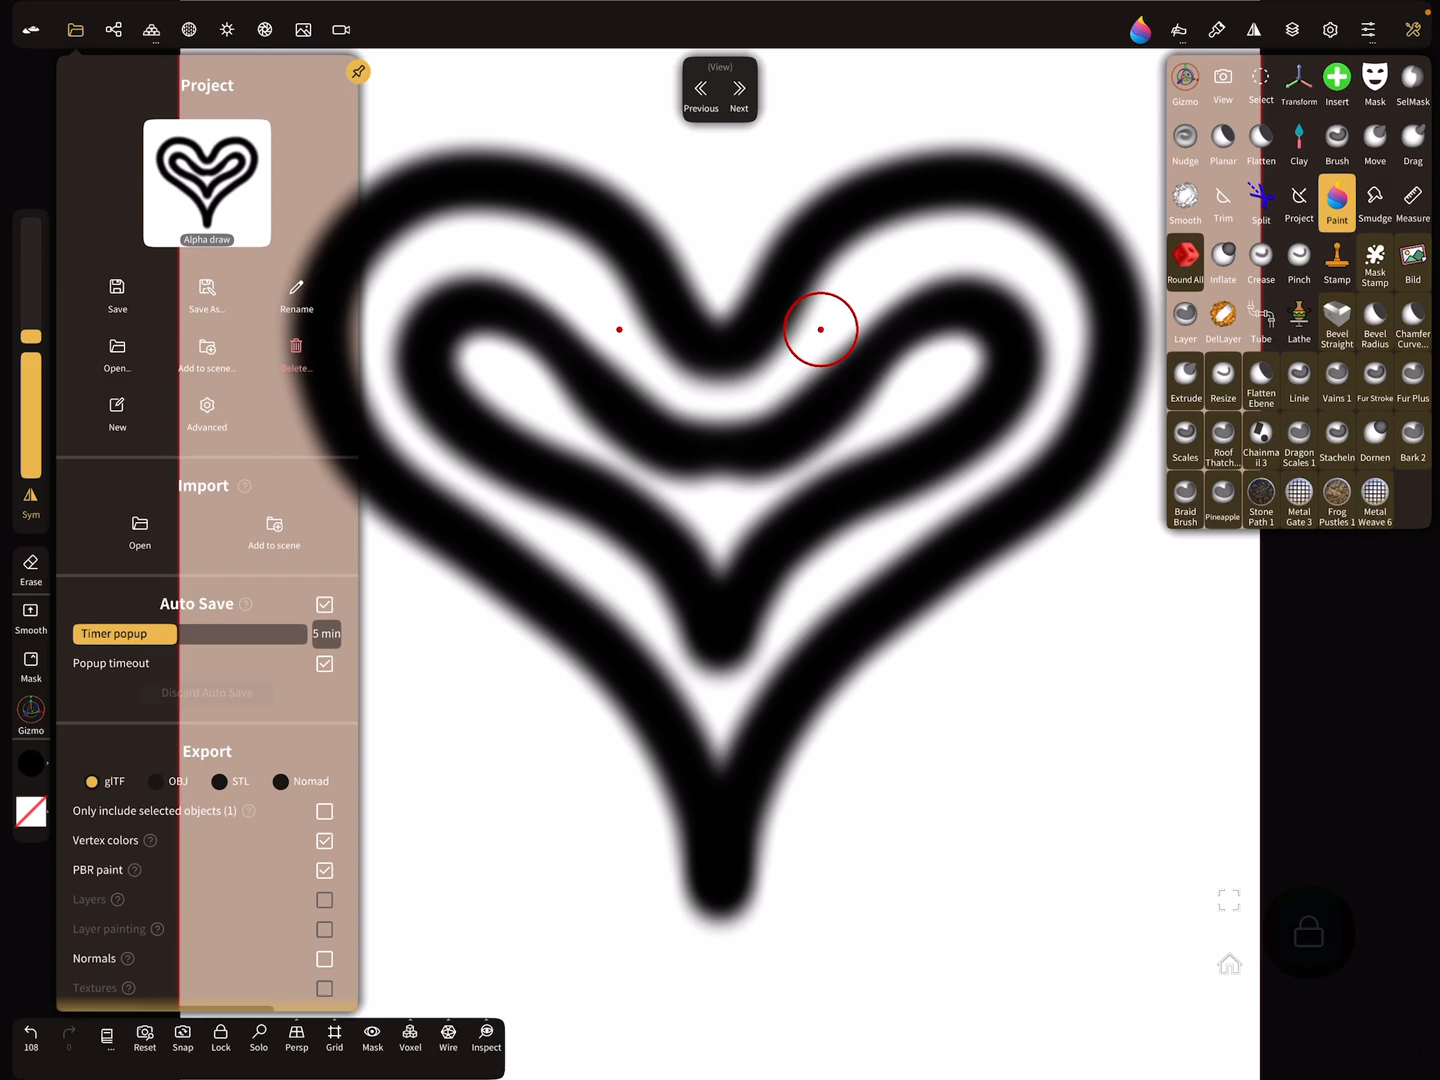 Project
Alpha draw
Save
Save As...
Rename
Open...
Add to scene...
Delete...
New
Advanced
Import
Open
Add to scene
Auto Save
Timer popup
5 min
Popup timeout
Discard Auto Save
Export
glTF
OBJ
STL
Nomad
Only include selected objects (1)
Vertex colors
PBR paint
Layers
Layer painting
Normals
Textures
Sym
Erase
Smooth
Mask
Gizmo
(View)
Previous
Next
Gizmo
View
Select
Transform
Insert
Mask
SelMask
Nudge
Planar
Flatten
Clay
Brush
Move
Drag
Smooth
Trim
Split
Project
Paint
Smudge
Measure
Round All
Inflate
Crease
Pinch
Stamp
Mask Stamp
Bild
Layer
DelLayer
Tube
Lathe
Bevel Straight
Bevel Radius
Chamfer Curve...
Extrude
Resize
Flatten Ebene
Linie
Vains 1
Fur Stroke
Fur Plus
Scales
Roof Thatch...
Chainma il 3
Dragon Scales 1
Stacheln
Dornen
Bark 2
Braid Brush
Pineapple
Stone Path 1
Metal Gate 3
Frog Pustles 1
Metal Weave 6
108
0
...
Reset
Snap
Lock
Solo
Persp
Grid
Mask
Voxel
Wire
Inspect